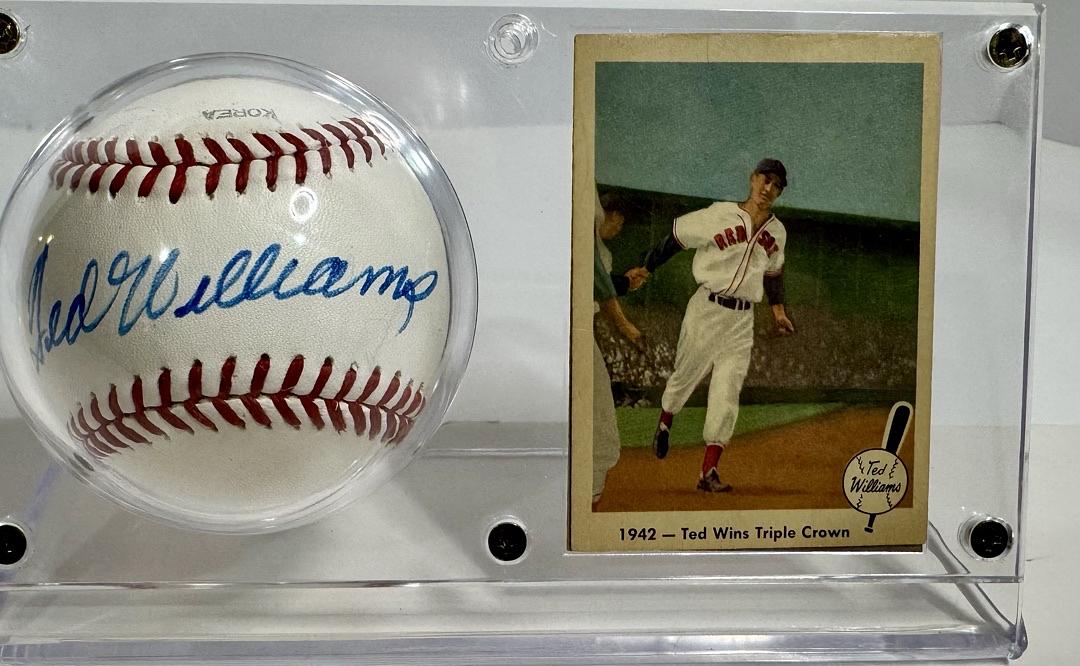 KOREA
Ted Williams
RED SOX
Ted
Williams
1942 — Ted Wins Triple Crown